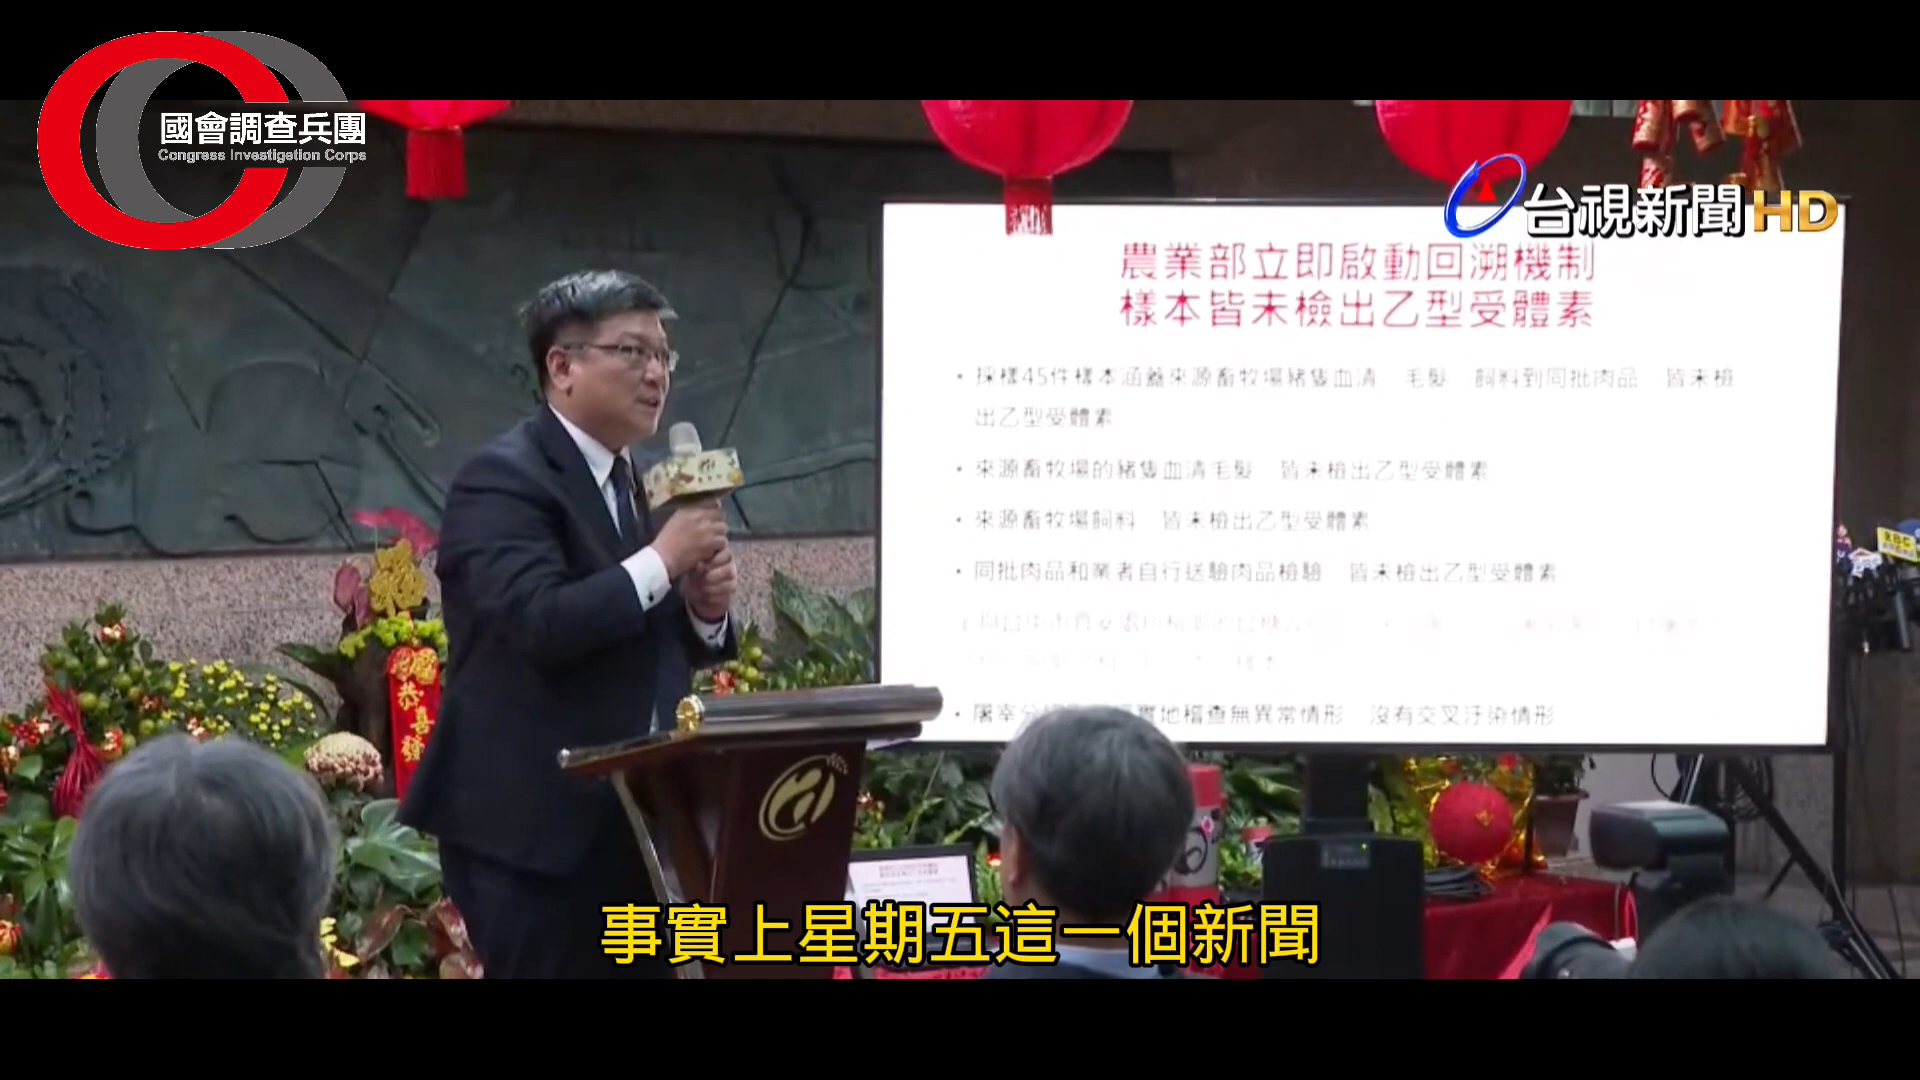 國會調查兵團
Congress Investigation Corps
台視新聞HD
農業部立即啟動回溯機制
樣本皆未檢出乙型受體素
• 採樣45件樣本涵蓋來源畜牧場豬隻血清 毛髮 飼料到同批肉品 皆未檢
出乙型受體素
• 來源畜牧場的豬隻血清毛髮 皆未檢出乙型受體素
• 來源畜牧場飼料 皆未檢出乙型受體素
• 同批肉品和業者自行送驗肉品檢驗 皆未檢出乙型受體素
• 屠宰分 實地稽查無異常情形 沒有交叉汙染情形
恭喜發
事實上星期五這一個新聞